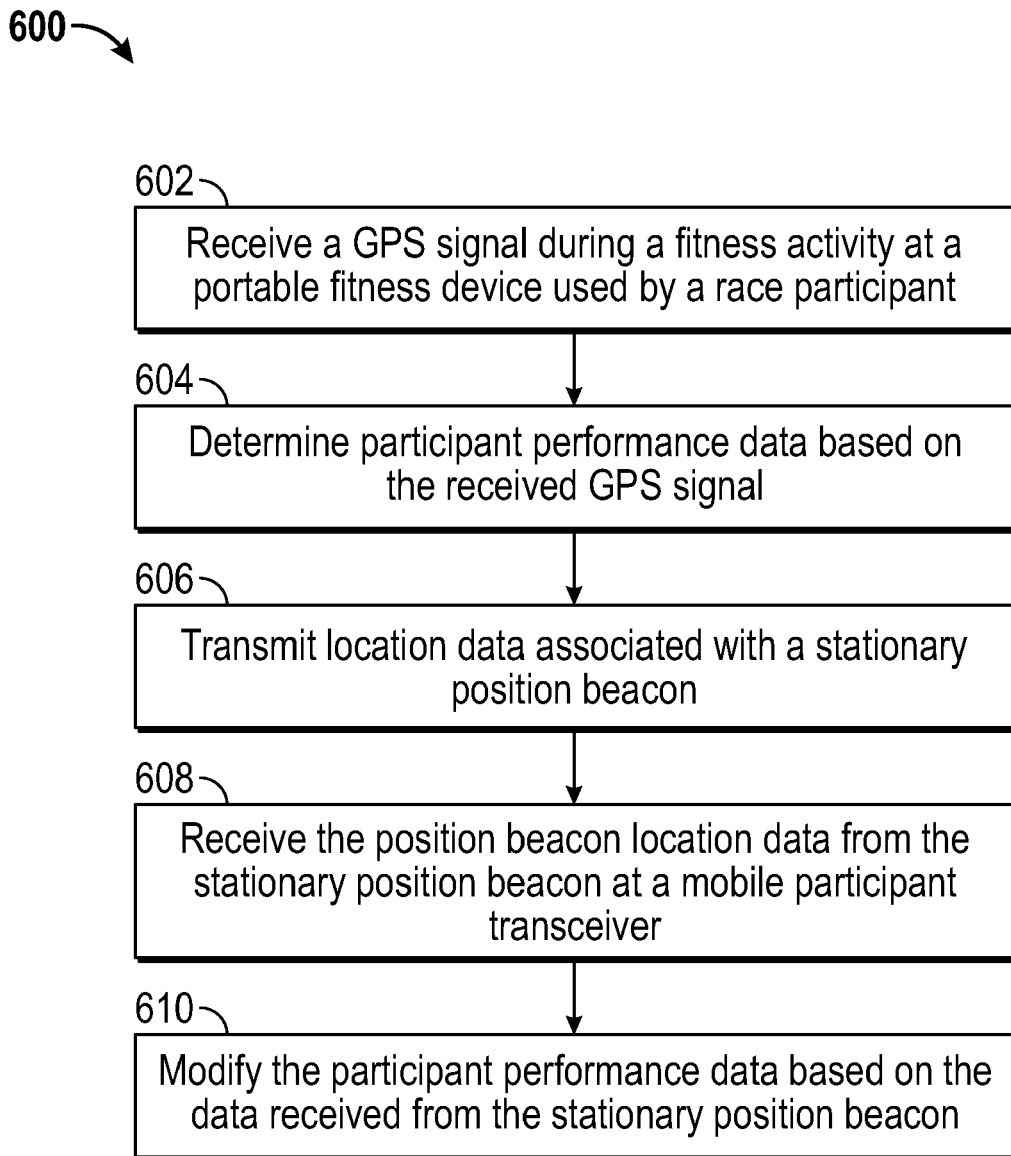 600
602
Receive a GPS signal during a fitness activity at a
portable fitness device used by a race participant
604
Determine participant performance data based on
the received GPS signal
606
Transmit location data associated with a stationary
position beacon
608
Receive the position beacon location data from the
stationary position beacon at a mobile participant
transceiver
610
Modify the participant performance data based on the
data received from the stationary position beacon